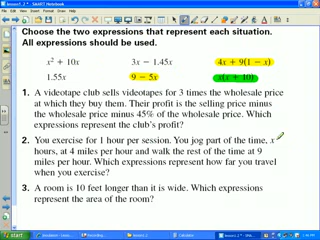 lesson1.2 * - SMART Notebook
Choose the two expressions that represent each situation.
All expressions should be used.
x² + 10x 3x − 1.45x 4x + 9(1 − x)
1.55x 9 − 5x x(x + 10)
1. A videotape club sells videotapes for 3 times the wholesale price
at which they buy them. Their profit is the selling price minus
the wholesale price minus 45% of the wholesale price. Which
expressions represent the club's profit?
2. You exercise for 1 hour per session. You jog part of the time, x
hours, at 4 miles per hour and walk the rest of the time at 9
miles per hour. Which expressions represent how far you travel
when you exercise?
3. A room is 10 feet longer than it is wide. Which expressions
represent the area of the room?
start
Calculator